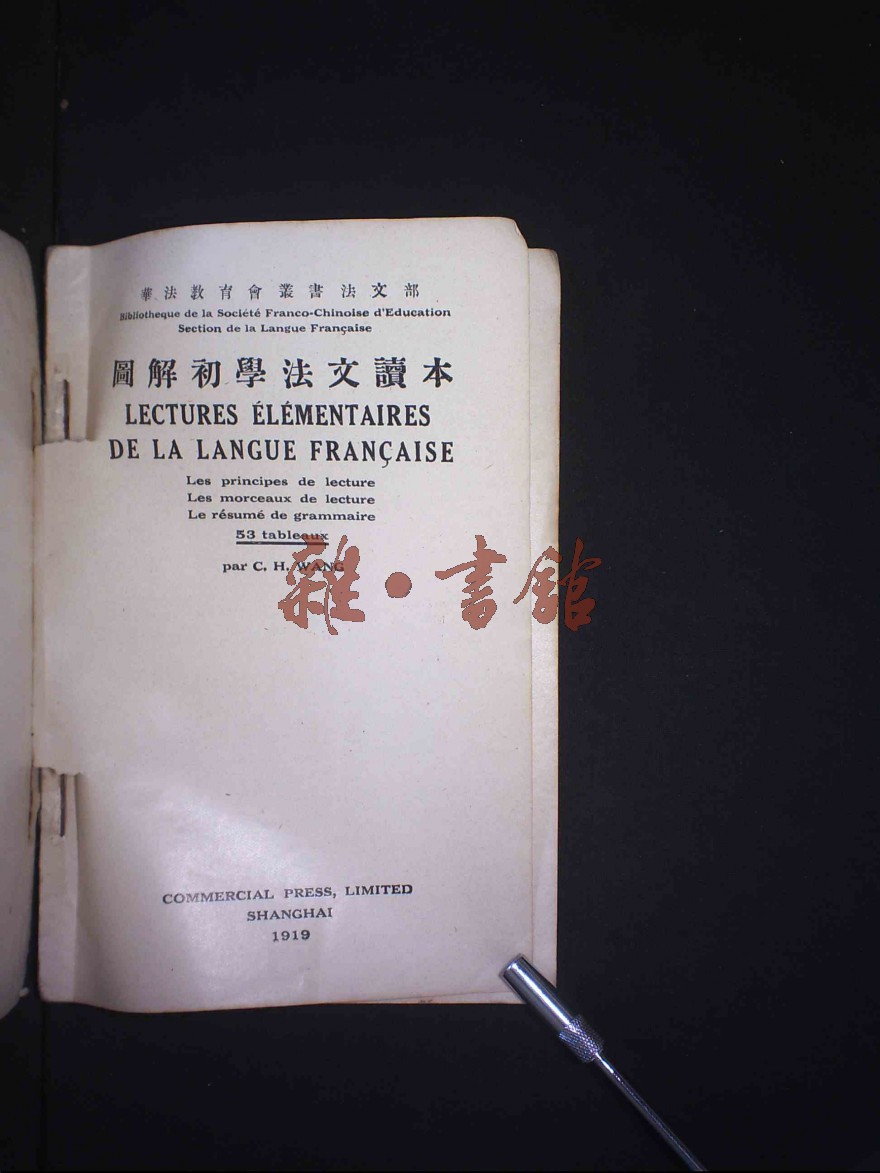 華法教育會叢書法文部
Bibliotheque de la Société Franco-Chinoise d'Education
Section de la Langue Française
圖解初學法文讀本
LECTURES ÉLÉMENTAIRES
DE LA LANGUE FRANÇAISE
Les principes de lecture
Les morceaux de lecture
Le résumé de grammaire
53 tableaux
par C. H. WANG
雜·書館
COMMERCIAL PRESS, LIMITED
SHANGHAI
1919